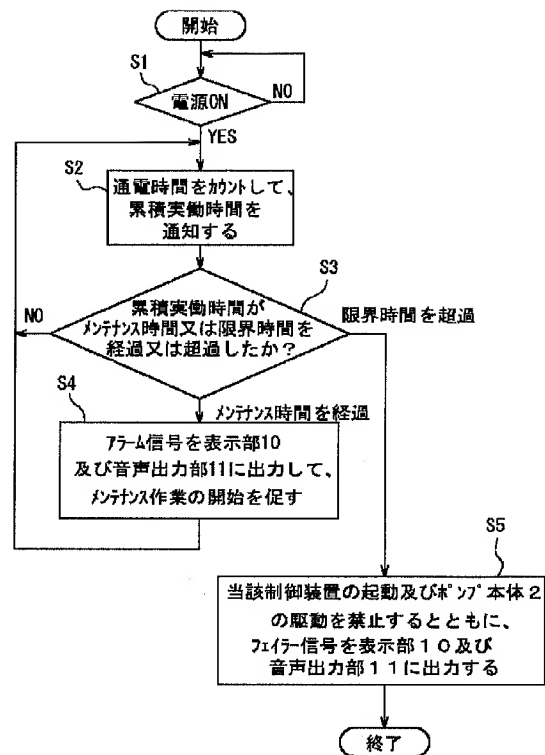 開始
S1
電源ON
NO
YES
S2
通電時間をカウントして、
累積実働時間を
通知する
S3
累積実働時間が
メンテナンス時間又は限界時間を
経過又は超過したか？
NO
限界時間を超過
S4
メンテナンス時間を経過
アラーム信号を表示部10
及び音声出力部11に出力して、
メンテナンス作業の開始を促す
S5
当該制御装置の起動及びポンプ本体２
の駆動を禁止するとともに、
フェイラー信号を表示部１０及び
音声出力部１１に出力する
終了